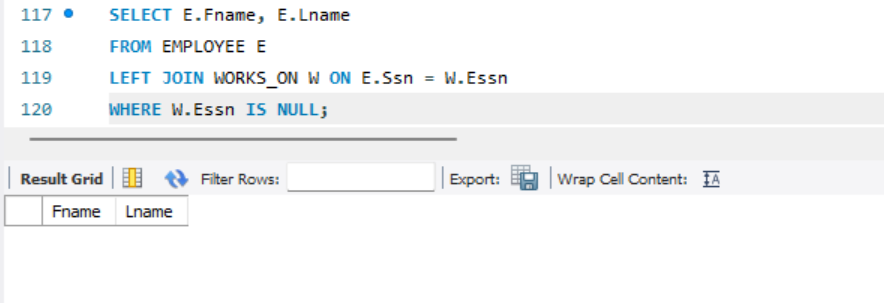 117 SELECT E.Fname, E.Lname
118 FROM EMPLOYEE E
119 LEFT JOIN WORKS_ON W ON E.Ssn = W.Essn
120 WHERE W.Essn IS NULL;
Result Grid Filter Rows: Export: Wrap Cell Content: IA
Fname Lname